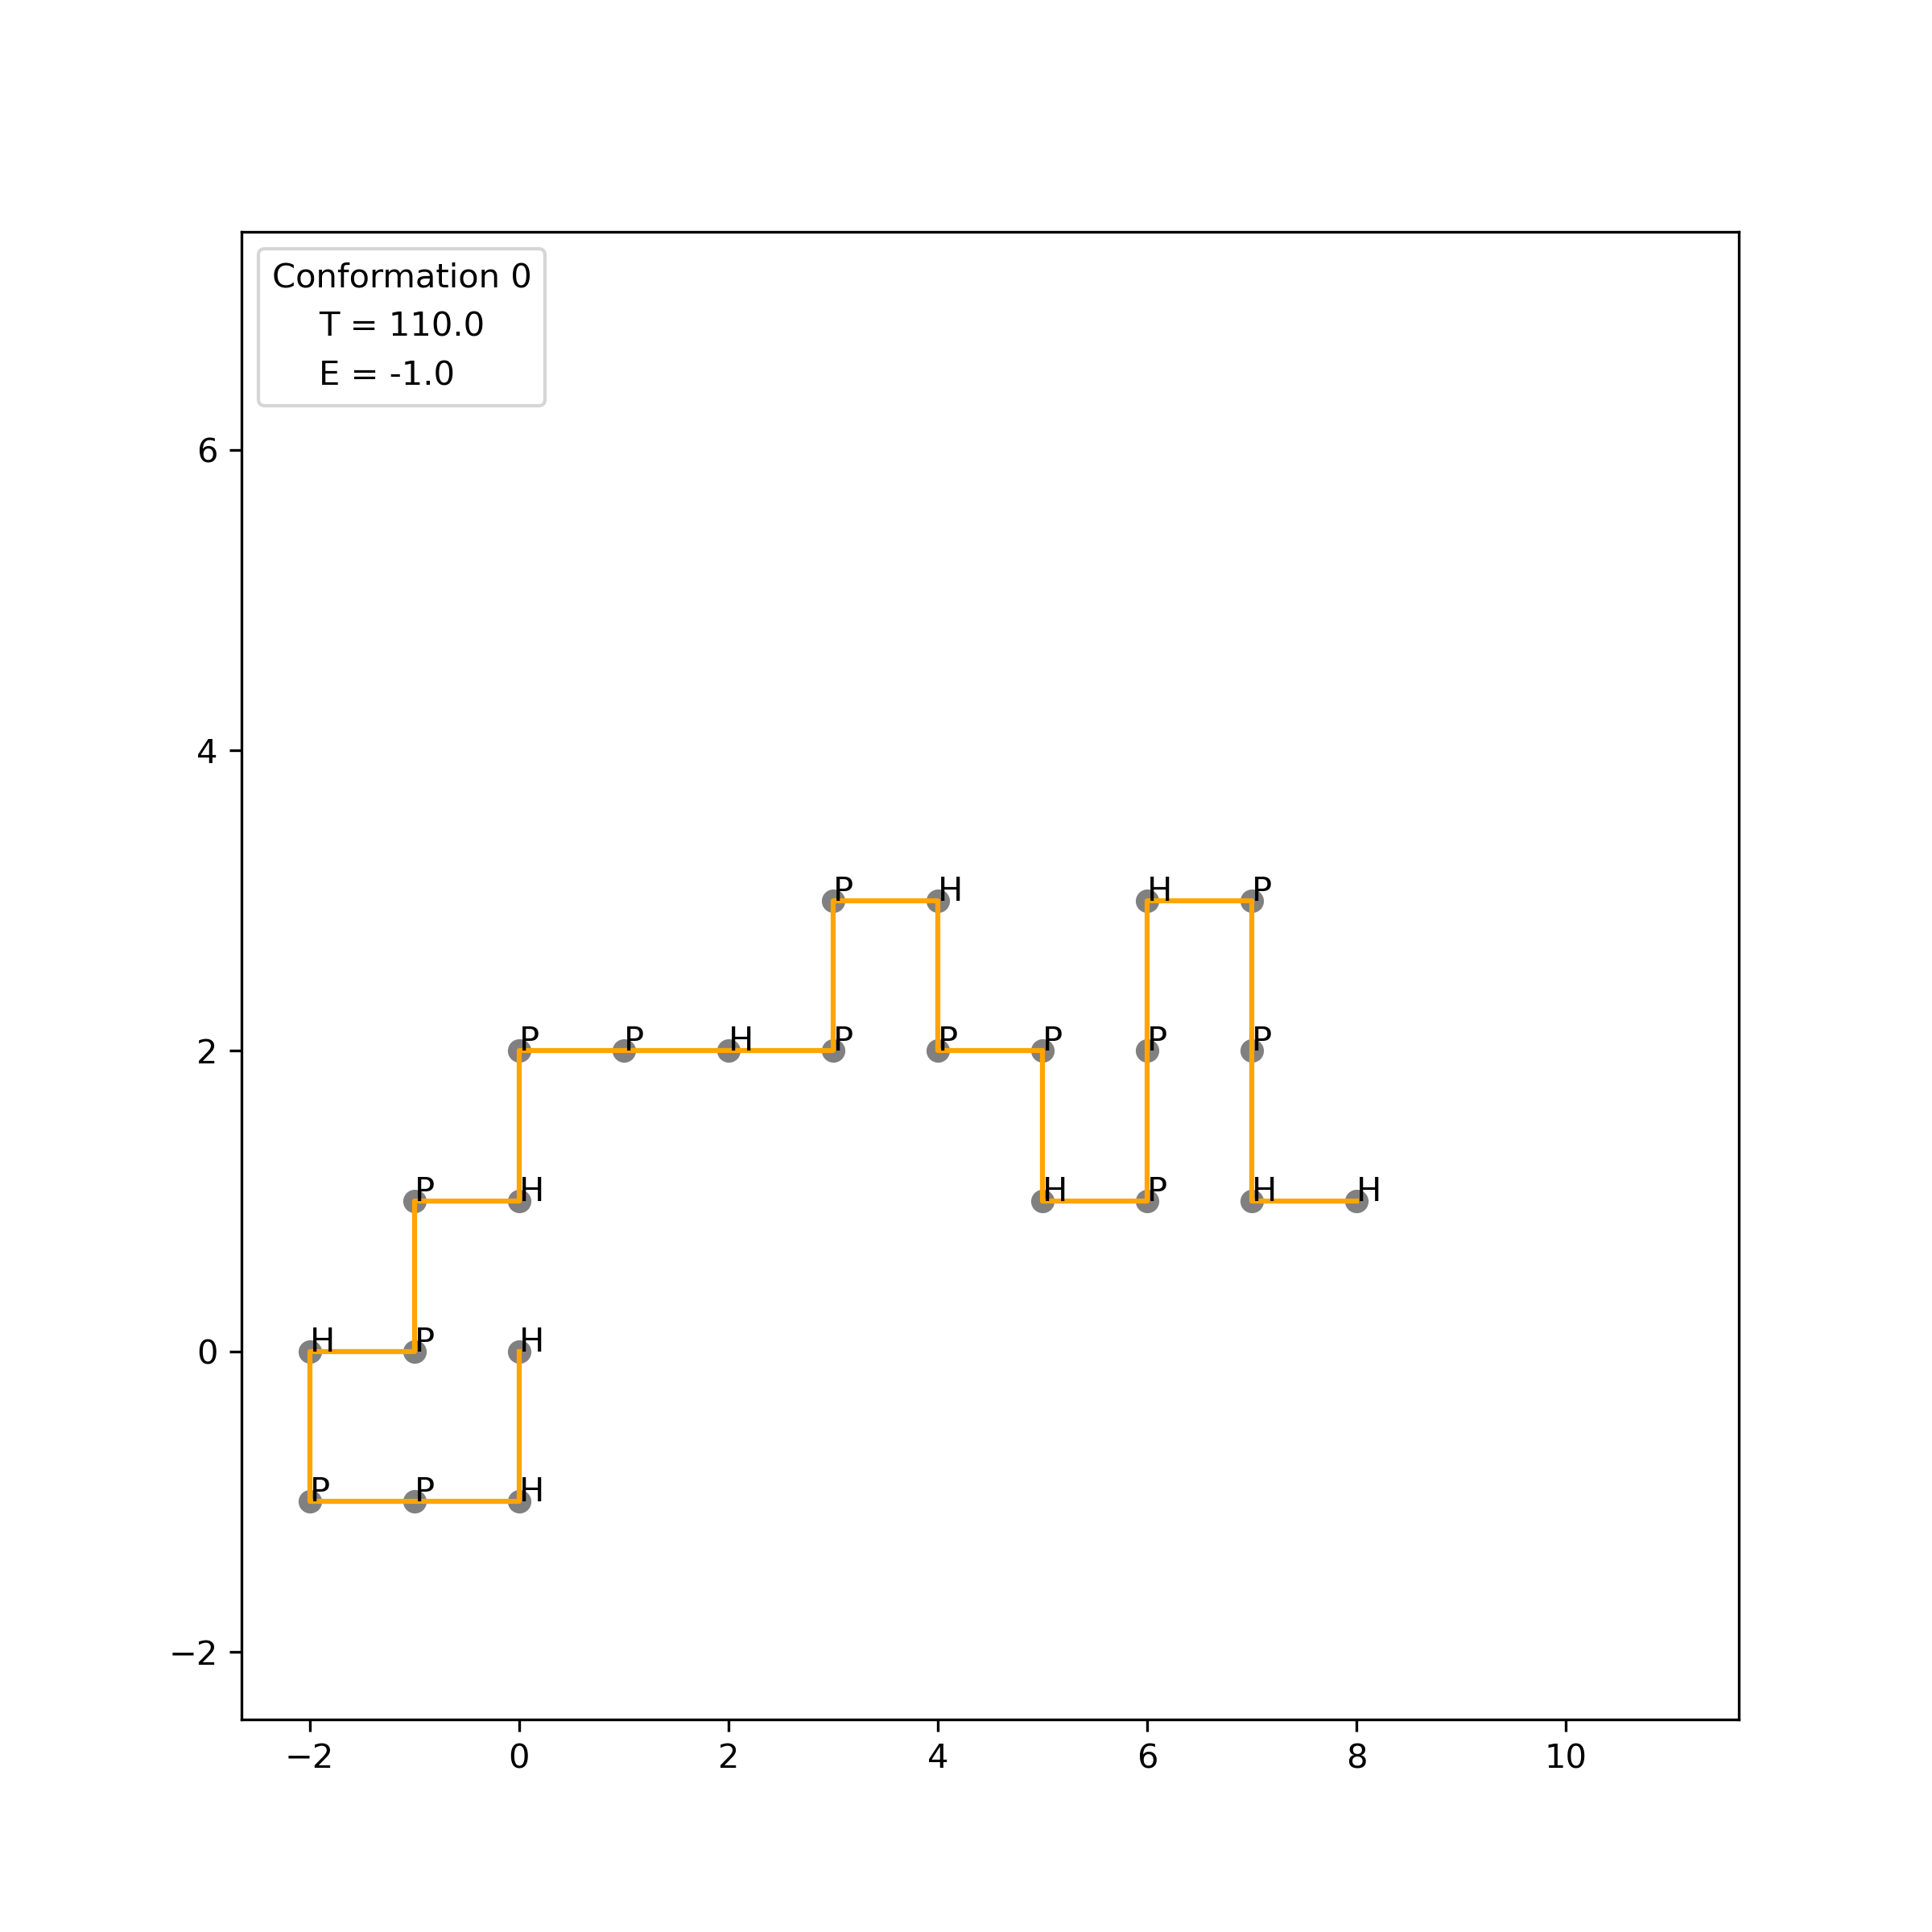 Conformation 0
T = 110.0
E = -1.0
6
4
2
0
−2
P H H P
P P H P P P P P
P H H P H H
H P H
P P H
−2 0 2 4 6 8 10